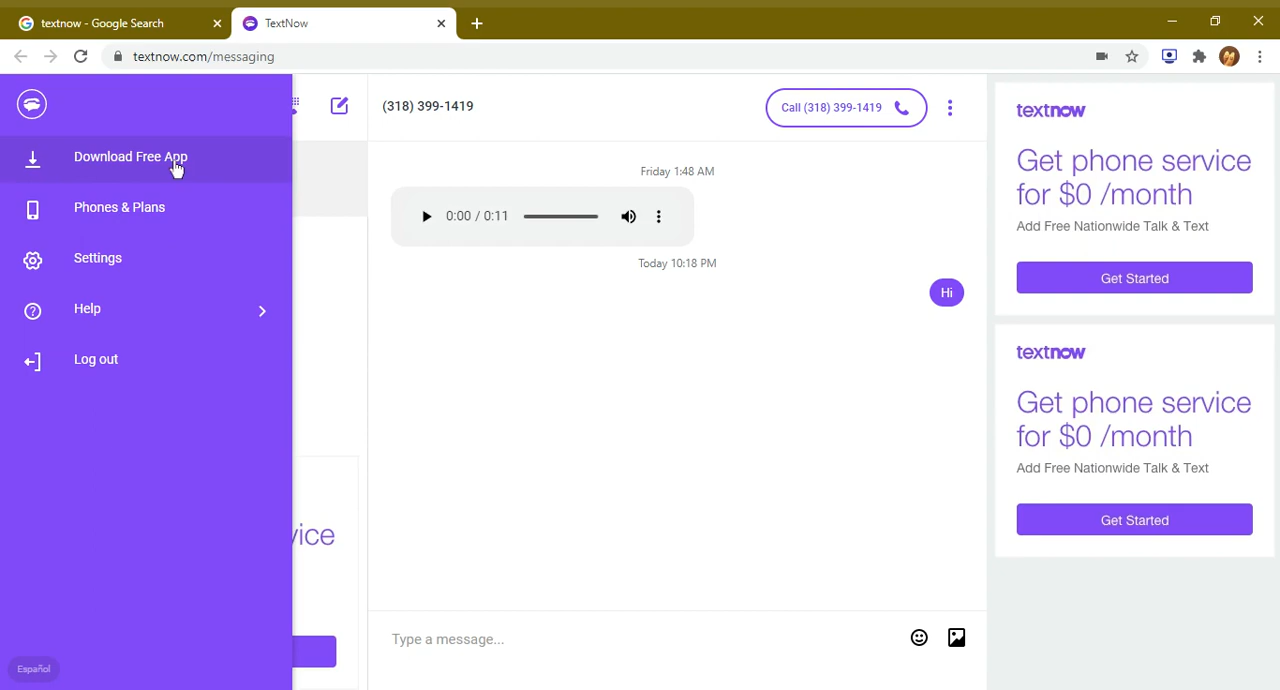 textnow - Google Search
TextNow
textnow.com/messaging
Download Free App
Phones & Plans
Settings
Help
Log out
Español
vice
(318) 399-1419
Call (318) 399-1419
Friday 1:48 AM
0:00 / 0:11
Today 10:18 PM
Hi
Type a message...
textnow
Get phone service
for $0 /month
Add Free Nationwide Talk & Text
Get Started
textnow
Get phone service
for $0 /month
Add Free Nationwide Talk & Text
Get Started